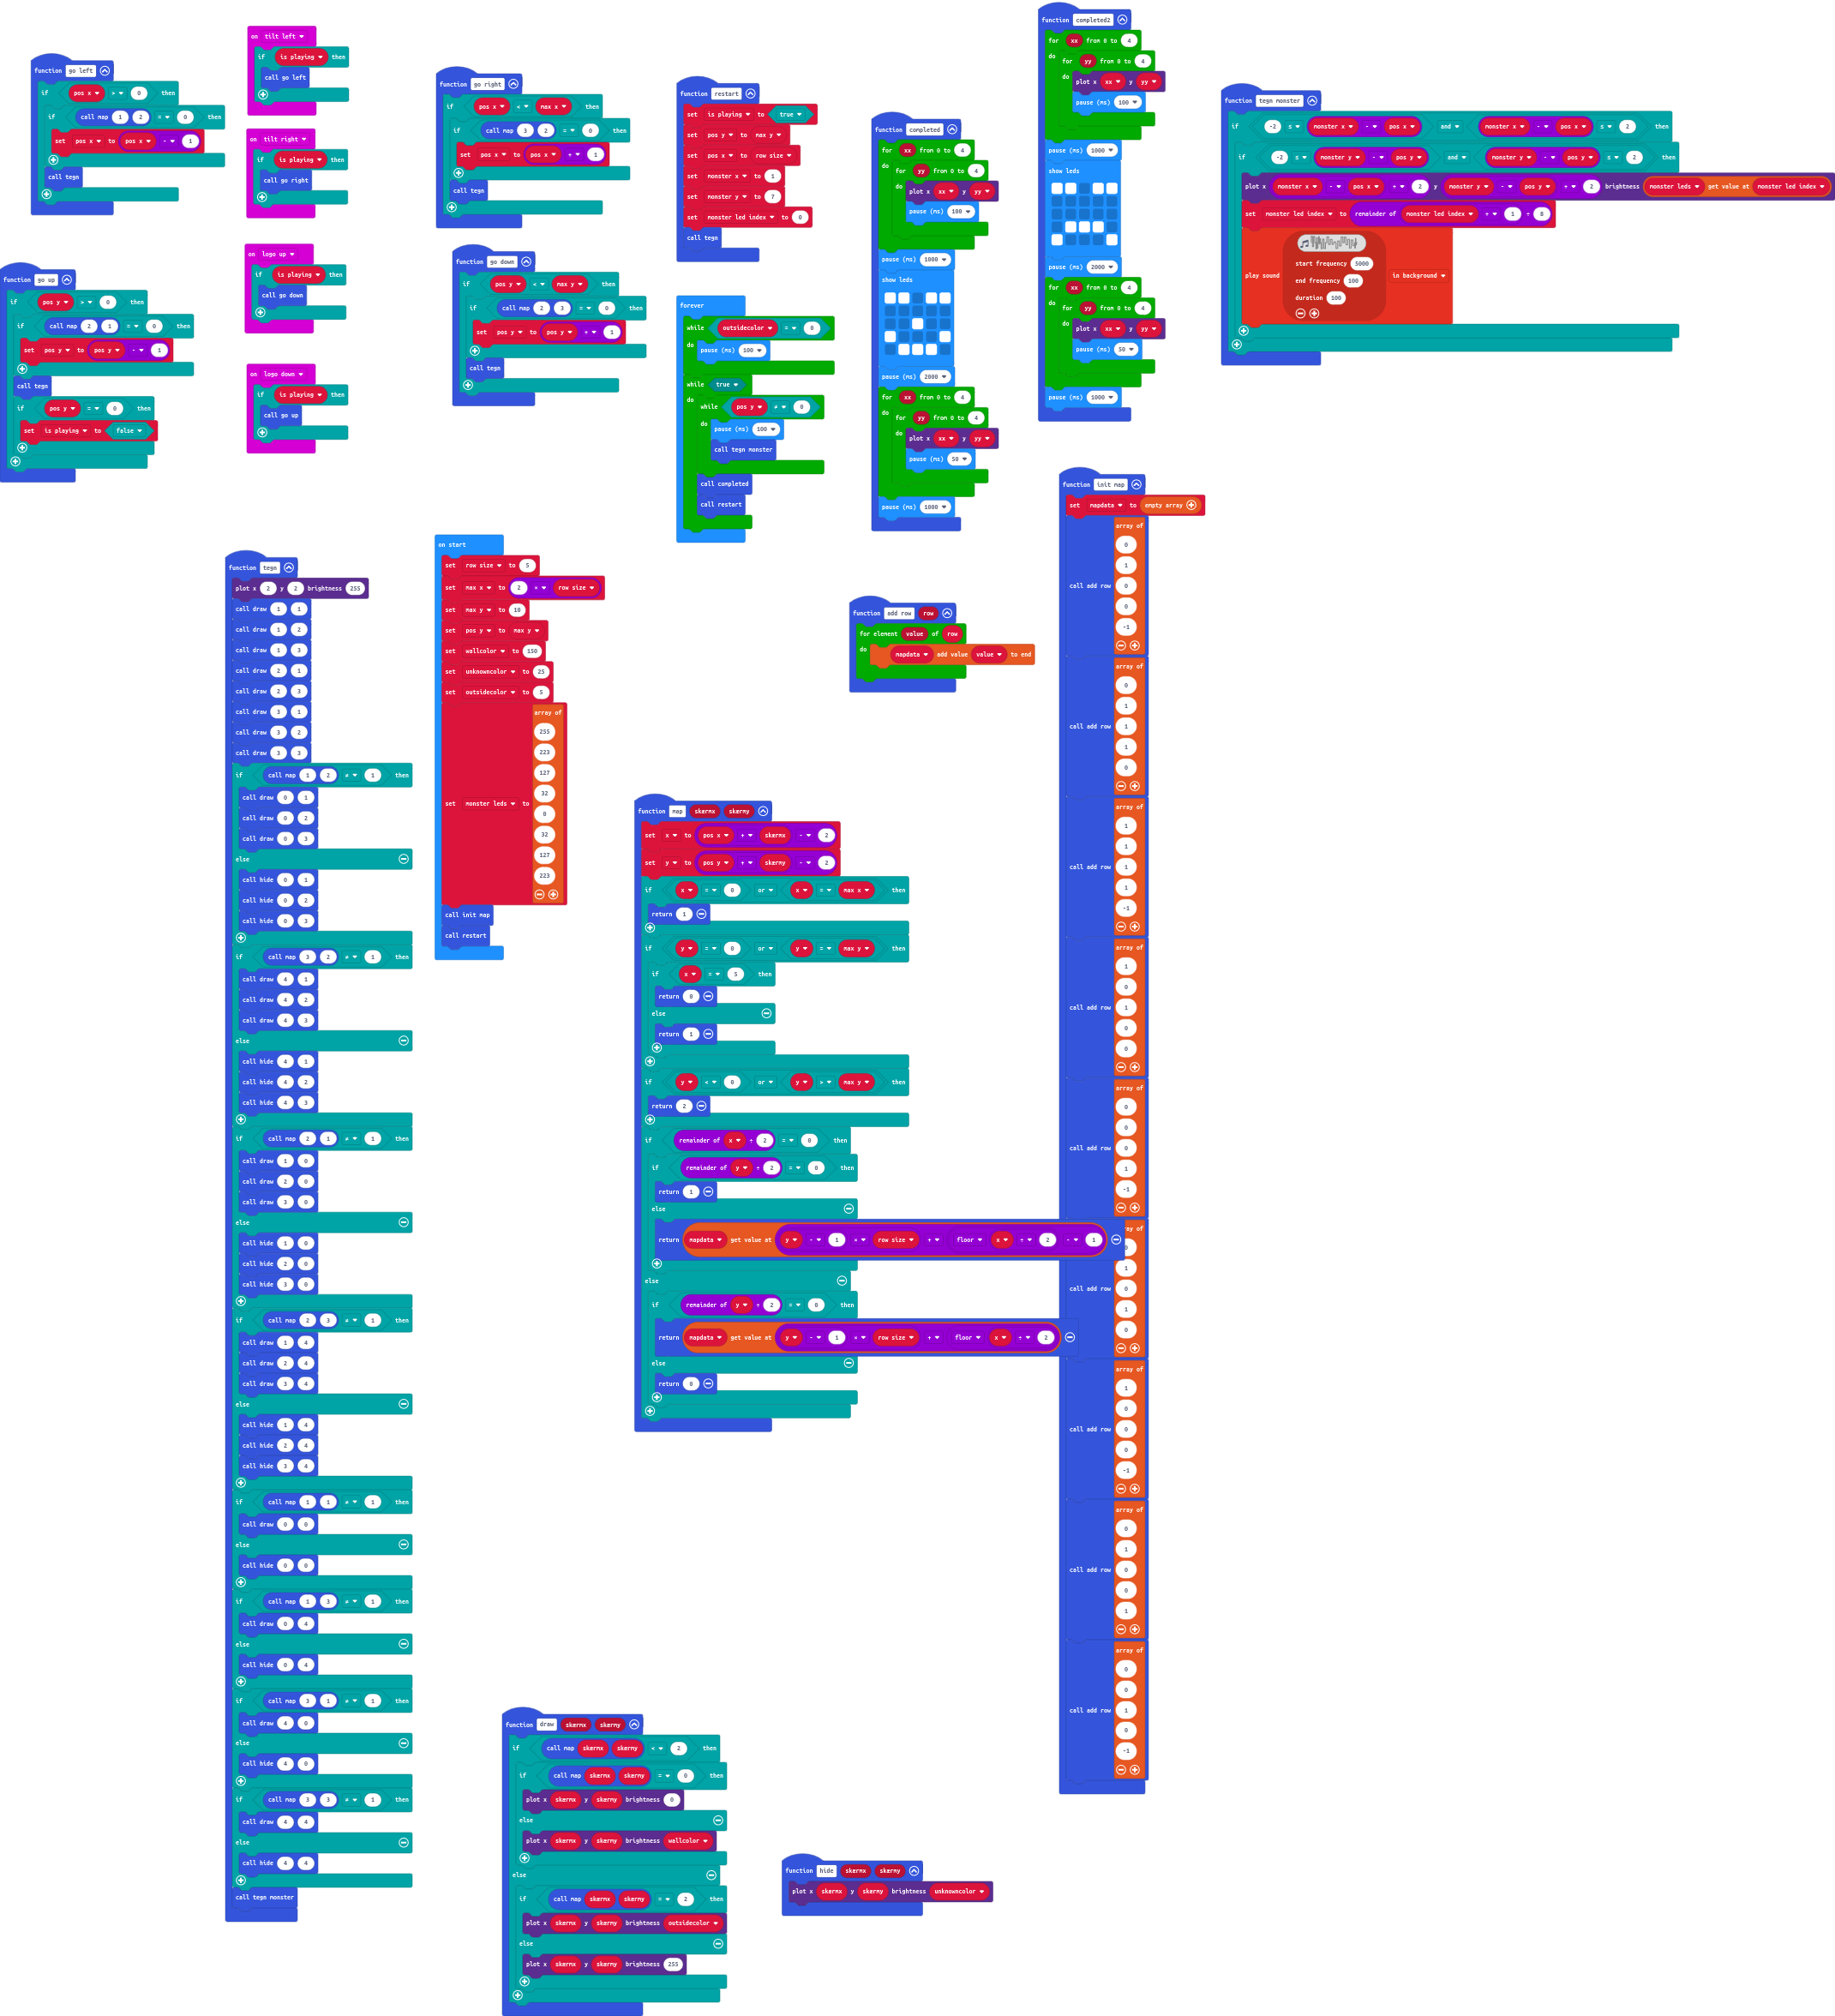 function go left
if pos x > 0 then
if call map 1 2 = 0 then
set pos x to pos x - 1
call tegn
function go up
if pos y > 0 then
if call map 2 1 = 0 then
set pos y to pos y - 1
call tegn
if pos y = 0 then
set is playing to false
on tilt left
if is playing then
call go left
on tilt right
if is playing then
call go right
on logo up
if is playing then
call go down
on logo down
if is playing then
call go up
function go right
if pos x < max x then
if call map 3 2 = 0 then
set pos x to pos x + 1
call tegn
function go down
if pos y < max y then
if call map 2 3 = 0 then
set pos y to pos y + 1
call tegn
function restart
set is playing to true
set pos y to max y
set pos x to row size
set monster x to 1
set monster y to 7
set monster led index to 0
call tegn
forever
while outsidecolor = 0
do pause (ms) 100
while true
do while pos y ≠ 0
do pause (ms) 100
call tegn monster
call completed
call restart
function completed
for xx from 0 to 4
do for yy from 0 to 4
do plot x xx y yy
pause (ms) 100
pause (ms) 1000
show leds
pause (ms) 2000
for xx from 0 to 4
do for yy from 0 to 4
do plot x xx y yy
pause (ms) 50
pause (ms) 1000
function completed2
for xx from 0 to 4
do for yy from 0 to 4
do plot x xx y yy
pause (ms) 100
pause (ms) 1000
show leds
pause (ms) 2000
for xx from 0 to 4
do for yy from 0 to 4
do plot x xx y yy
pause (ms) 50
pause (ms) 1000
function tegn monster
if -2 ≤ monster x - pos x and monster x - pos x ≤ 2 then
if -2 ≤ monster y - pos y and monster y - pos y ≤ 2 then
plot x monster x - pos x + 2 y monster y - pos y + 2 brightness monster leds get value at monster led index
set monster led index to remainder of monster led index + 1 ÷ 8
play sound
start frequency 5000
end frequency 100
duration 100
in background
function tegn
plot x 2 y 2 brightness 255
call draw 1 1
call draw 1 2
call draw 1 3
call draw 2 1
call draw 2 3
call draw 3 1
call draw 3 2
call draw 3 3
if call map 1 2 ≠ 1 then
call draw 0 1
call draw 0 2
call draw 0 3
else
call hide 0 1
call hide 0 2
call hide 0 3
if call map 3 2 ≠ 1 then
call draw 4 1
call draw 4 2
call draw 4 3
else
call hide 4 1
call hide 4 2
call hide 4 3
if call map 2 1 ≠ 1 then
call draw 1 0
call draw 2 0
call draw 3 0
else
call hide 1 0
call hide 2 0
call hide 3 0
if call map 2 3 ≠ 1 then
call draw 1 4
call draw 2 4
call draw 3 4
else
call hide 1 4
call hide 2 4
call hide 3 4
if call map 1 1 ≠ 1 then
call draw 0 0
else
call hide 0 0
if call map 1 3 ≠ 1 then
call draw 0 4
else
call hide 0 4
if call map 3 1 ≠ 1 then
call draw 4 0
else
call hide 4 0
if call map 3 3 ≠ 1 then
call draw 4 4
else
call hide 4 4
call tegn monster
on start
set row size to 5
set max x to 2 × row size
set max y to 10
set pos y to max y
set wallcolor to 130
set unknowncolor to 25
set outsidecolor to 5
set monster leds to array of
255
223
127
32
0
32
127
223
call init map
call restart
function add row row
for element value of row
do mapdata add value value to end
function map skærmx skærmy
set x to pos x + skærmx - 2
set y to pos y + skærmy - 2
if x = 0 or x = max x then
return 1
if y = 0 or y = max y then
if x = 5 then
return 0
else
return 1
if y < 0 or y > max y then
return 2
if remainder of x ÷ 2 = 0 then
if remainder of y ÷ 2 = 0 then
return 1
else
return mapdata get value at y - 1 × row size + floor x ÷ 2 - 1
else
if remainder of y ÷ 2 = 0 then
return mapdata get value at y - 1 × row size + floor x ÷ 2
else
return 0
function init map
set mapdata to empty array
call add row array of
0
1
0
0
-1
call add row array of
0
1
1
1
0
call add row array of
1
1
1
1
-1
call add row array of
1
0
1
0
0
call add row array of
0
0
0
1
-1
call add row
1
0
1
0
call add row array of
1
0
0
0
-1
call add row array of
0
1
0
0
1
call add row array of
0
0
1
0
-1
function draw skærmx skærmy
if call map skærmx skærmy < 2 then
if call map skærmx skærmy = 0 then
plot x skærmx y skærmy brightness 0
else
plot x skærmx y skærmy brightness wallcolor
else
if call map skærmx skærmy = 2 then
plot x skærmx y skærmy brightness outsidecolor
else
plot x skærmx y skærmy brightness 255
function hide skærmx skærmy
plot x skærmx y skærmy brightness unknowncolor